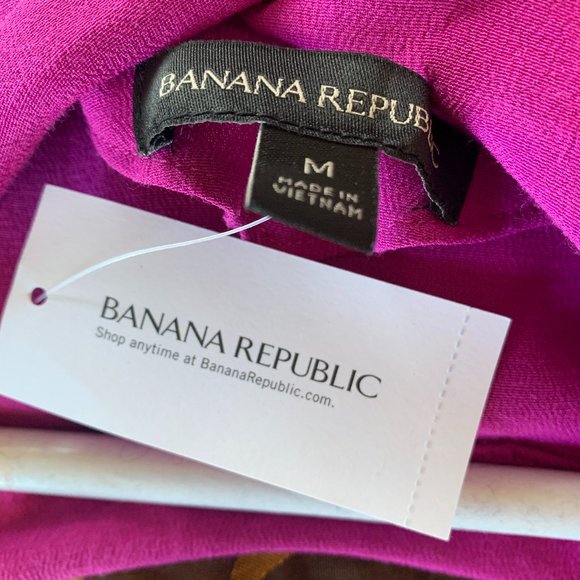 BANANA REPUBLIC
M
MADE IN
VIETNAM
BANANA REPUBLIC
Shop anytime at BananaRepublic.com.